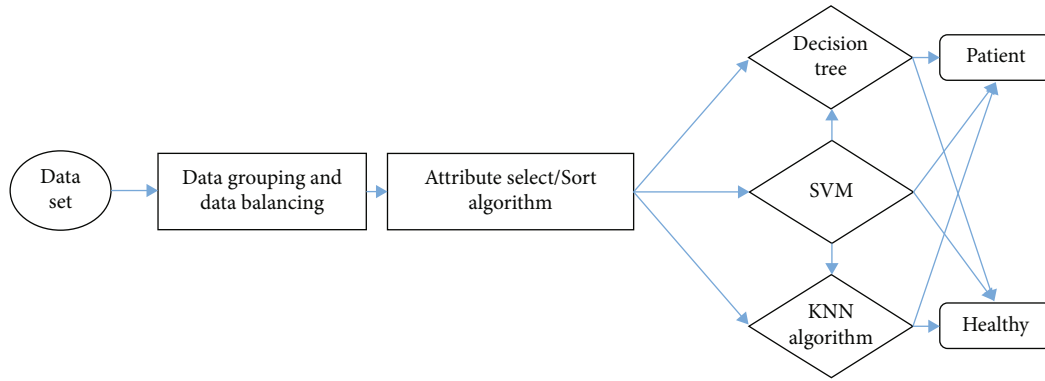 Data
set
Data grouping and
data balancing
Attribute select/Sort
algorithm
Decision
tree
SVM
KNN
algorithm
Patient
Healthy